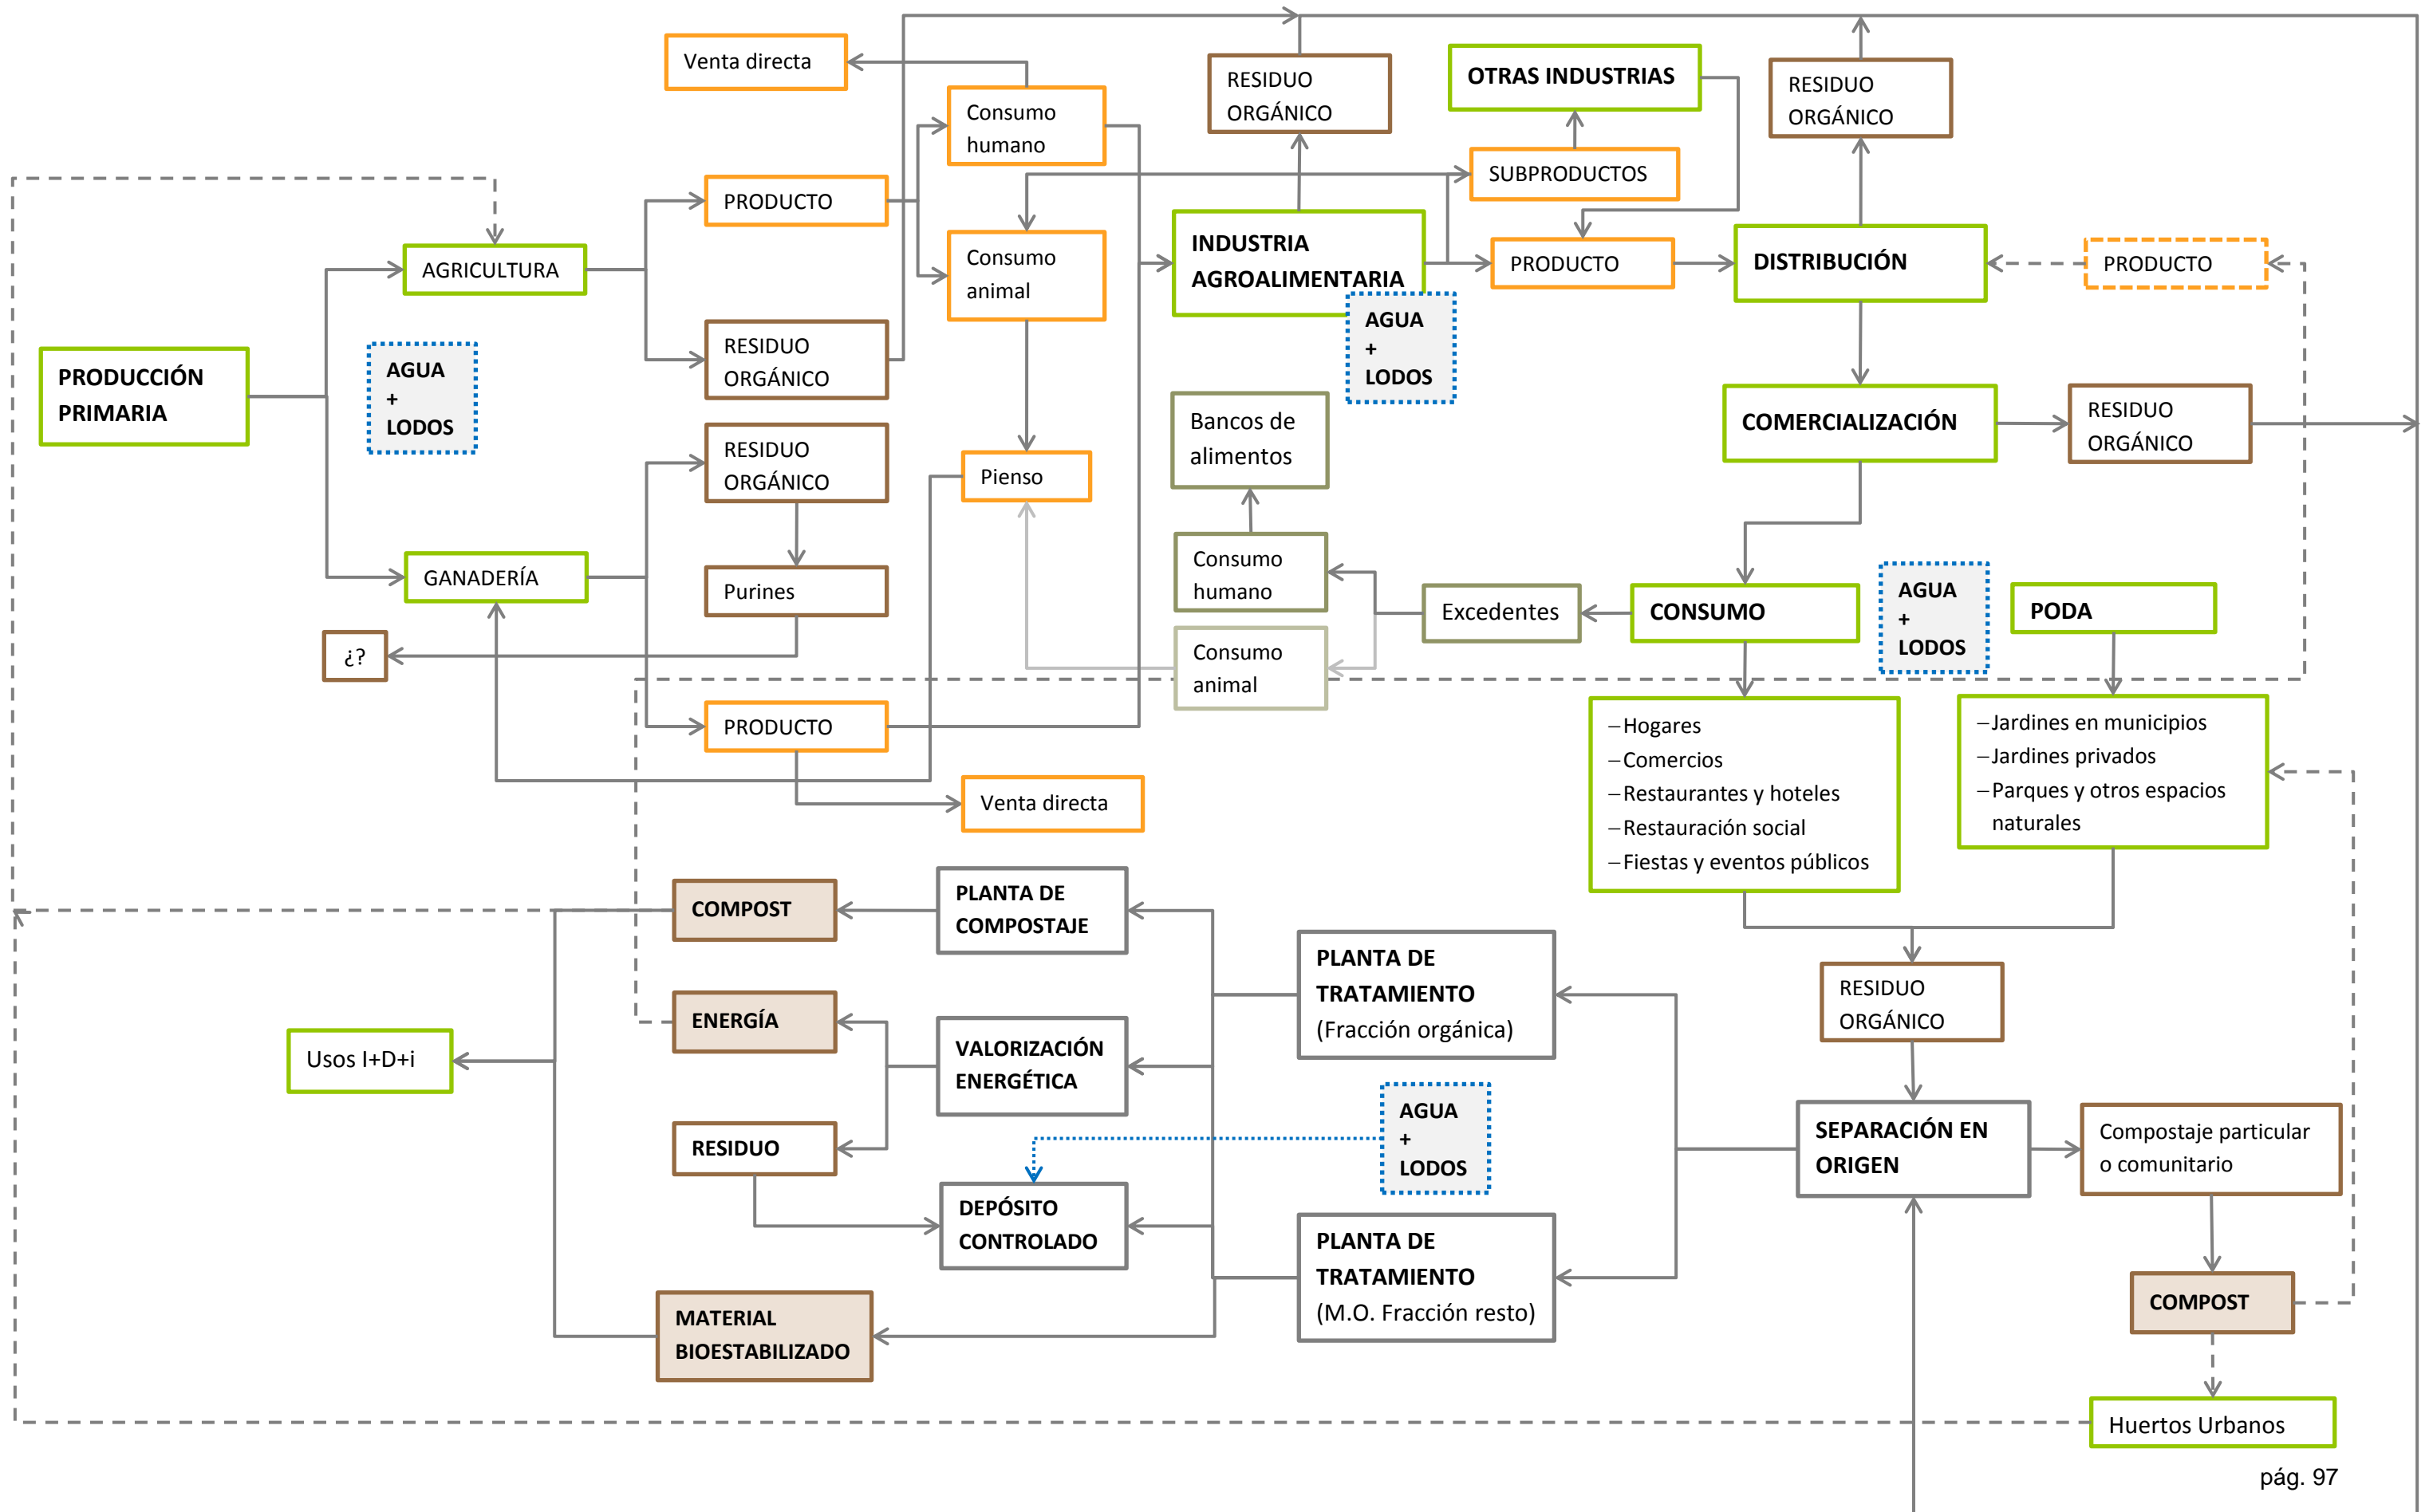 Venta directa
Consumo
humano
RESIDUO
ORGÁNICO
OTRAS INDUSTRIAS
RESIDUO
ORGÁNICO
PRODUCTO
SUBPRODUCTOS
AGRICULTURA
Consumo
animal
INDUSTRIA
AGROALIMENTARIA
PRODUCTO
DISTRIBUCIÓN
PRODUCTO
PRODUCCIÓN
PRIMARIA
AGUA
+
LODOS
RESIDUO
ORGÁNICO
AGUA
+
LODOS
RESIDUO
ORGÁNICO
Pienso
Bancos de
alimentos
COMERCIALIZACIÓN
RESIDUO
ORGÁNICO
GANADERÍA
Purines
¿?
Consumo
humano
Consumo
animal
Excedentes
CONSUMO
AGUA
+
LODOS
PODA
PRODUCTO
Venta directa
–Hogares
–Comercios
–Restaurantes y hoteles
–Restauración social
–Fiestas y eventos públicos
–Jardines en municipios
–Jardines privados
–Parques y otros espacios
naturales
COMPOST
PLANTA DE
COMPOSTAJE
PLANTA DE
TRATAMIENTO
(Fracción orgánica)
RESIDUO
ORGÁNICO
ENERGÍA
VALORIZACIÓN
ENERGÉTICA
Usos I+D+i
RESIDUO
AGUA
+
LODOS
SEPARACIÓN EN
ORIGEN
Compostaje particular
o comunitario
DEPÓSITO
CONTROLADO
PLANTA DE
TRATAMIENTO
(M.O. Fracción resto)
MATERIAL
BIOESTABILIZADO
COMPOST
Huertos Urbanos
pág. 97